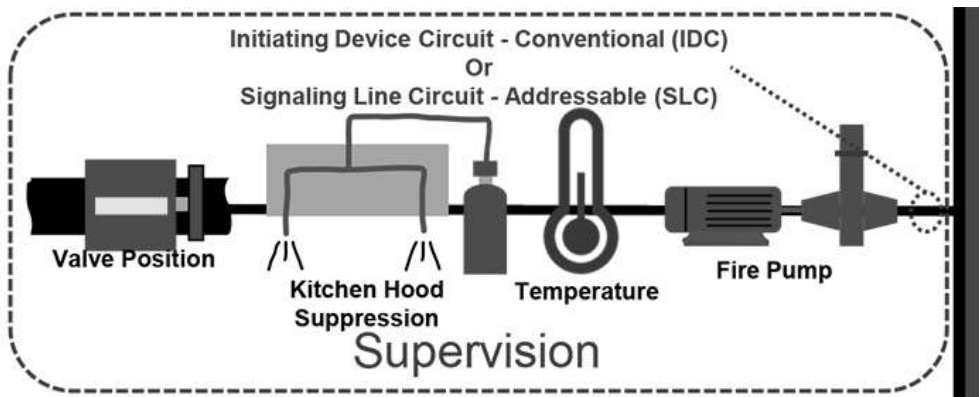 Initiating Device Circuit - Conventional (IDC)
Or
Signaling Line Circuit - Addressable (SLC)
Valve Position
Kitchen Hood
Suppression
Temperature
Fire Pump
Supervision